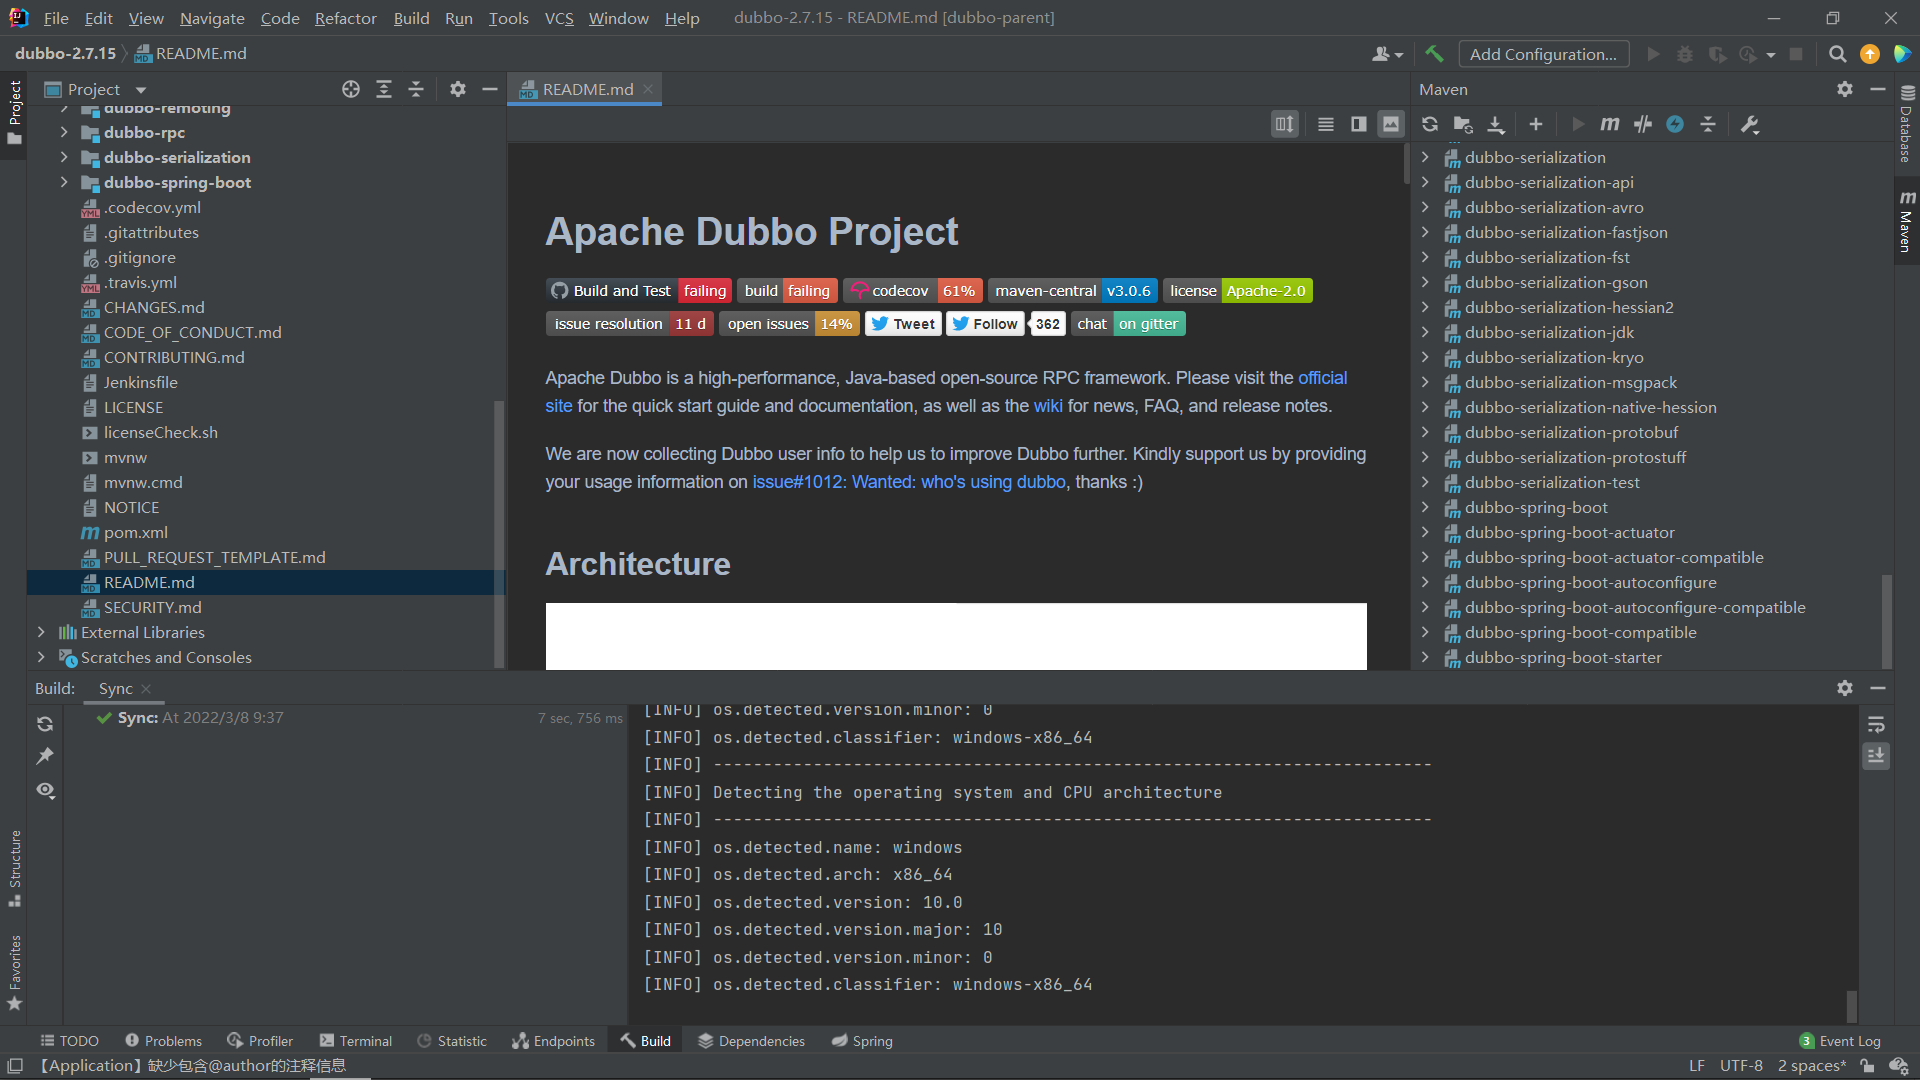 File Edit View Navigate Code Refactor Build Run Tools VCS Window Help dubbo-2.7.15 - README.md [dubbo-parent]
dubbo-2.7.15 README.md Add Configuration...
Project
Project
dubbo-remoting
dubbo-rpc
dubbo-serialization
dubbo-spring-boot
.codecov.yml
.gitattributes
.gitignore
.travis.yml
CHANGES.md
CODE_OF_CONDUCT.md
CONTRIBUTING.md
Jenkinsfile
LICENSE
licenseCheck.sh
mvnw
mvnw.cmd
NOTICE
pom.xml
PULL_REQUEST_TEMPLATE.md
README.md
SECURITY.md
External Libraries
Scratches and Consoles
README.md
Apache Dubbo Project
Build and Test failing build failing codecov 61% maven-central v3.0.6 license Apache-2.0
issue resolution 11 d open issues 14% Tweet Follow 362 chat on gitter
Apache Dubbo is a high-performance, Java-based open-source RPC framework. Please visit the official
site for the quick start guide and documentation, as well as the wiki for news, FAQ, and release notes.
We are now collecting Dubbo user info to help us to improve Dubbo further. Kindly support us by providing
your usage information on issue#1012: Wanted: who's using dubbo, thanks :)
Architecture
Maven
dubbo-serialization
dubbo-serialization-api
dubbo-serialization-avro
dubbo-serialization-fastjson
dubbo-serialization-fst
dubbo-serialization-gson
dubbo-serialization-hessian2
dubbo-serialization-jdk
dubbo-serialization-kryo
dubbo-serialization-msgpack
dubbo-serialization-native-hession
dubbo-serialization-protobuf
dubbo-serialization-protostuff
dubbo-serialization-test
dubbo-spring-boot
dubbo-spring-boot-actuator
dubbo-spring-boot-actuator-compatible
dubbo-spring-boot-autoconfigure
dubbo-spring-boot-autoconfigure-compatible
dubbo-spring-boot-compatible
dubbo-spring-boot-starter
Database
Maven
Build: Sync
Sync: At 2022/3/8 9:37 7 sec, 756 ms
[INFO] os.detected.version.minor: 0
[INFO] os.detected.classifier: windows-x86_64
[INFO] ------------------------------------------------------------------------
[INFO] Detecting the operating system and CPU architecture
[INFO] ------------------------------------------------------------------------
[INFO] os.detected.name: windows
[INFO] os.detected.arch: x86_64
[INFO] os.detected.version: 10.0
[INFO] os.detected.version.major: 10
[INFO] os.detected.version.minor: 0
[INFO] os.detected.classifier: windows-x86_64
Structure
Favorites
TODO Problems Profiler Terminal Statistic Endpoints Build Dependencies Spring 3 Event Log
【Application】缺少包含@author的注释信息 LF UTF-8 2 spaces*